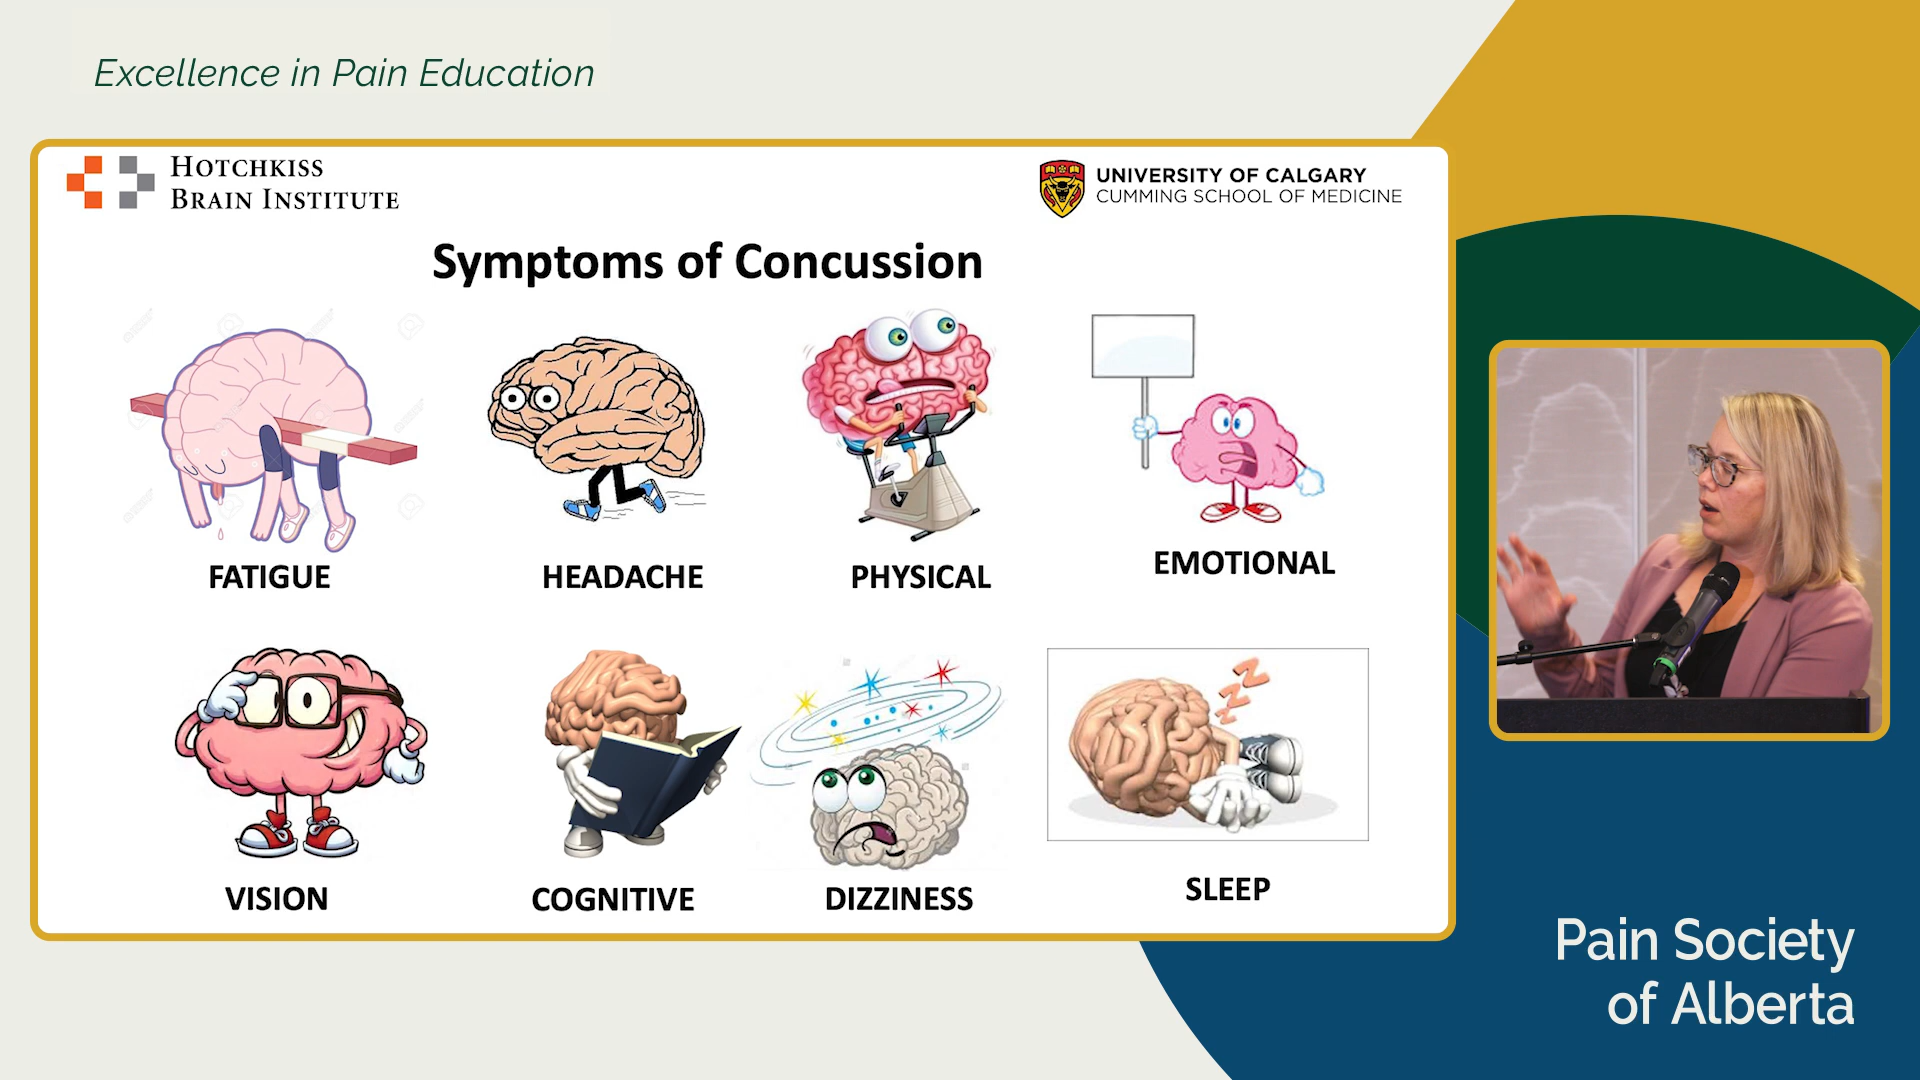 Excellence in Pain Education
HOTCHKISS
BRAIN INSTITUTE
UNIVERSITY OF CALGARY
CUMMING SCHOOL OF MEDICINE
Symptoms of Concussion
FATIGUE
HEADACHE
PHYSICAL
EMOTIONAL
VISION
COGNITIVE
DIZZINESS
Z
Z
Z
SLEEP
Pain Society
of Alberta